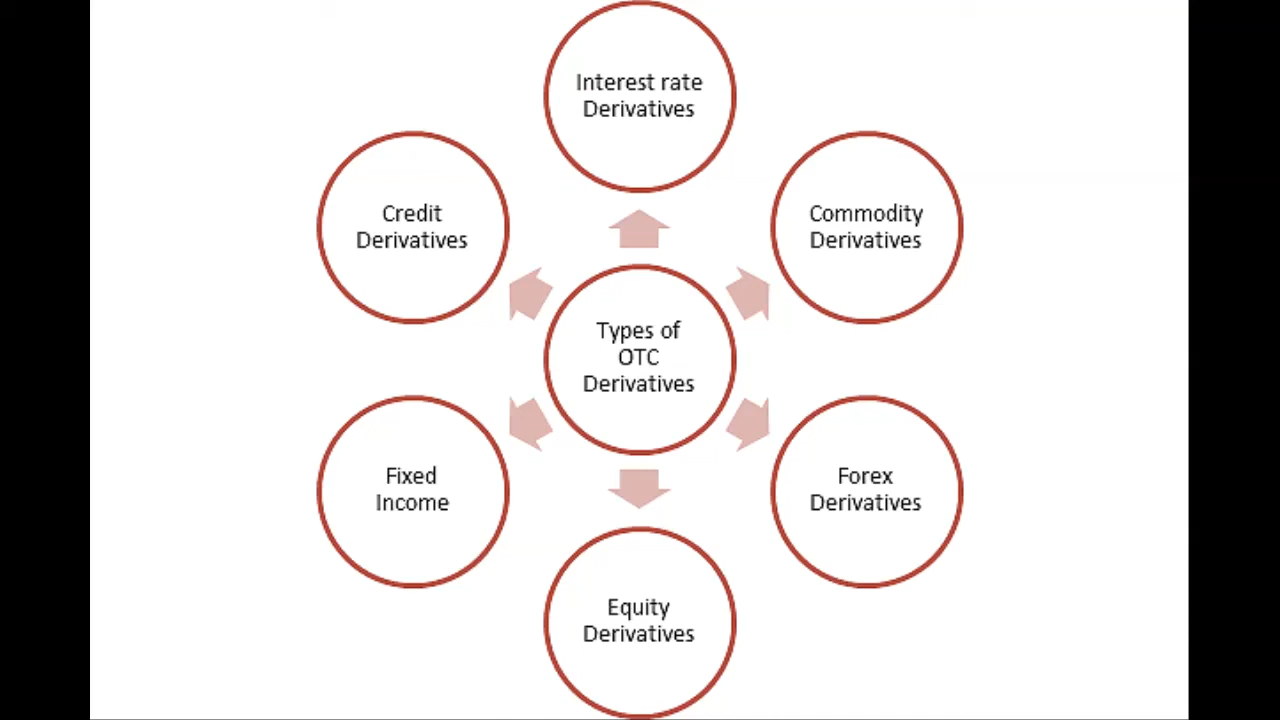 Interest rate
Derivatives
Credit
Derivatives
Commodity
Derivatives
Types of
OTC
Derivatives
Fixed
Income
Forex
Derivatives
Equity
Derivatives